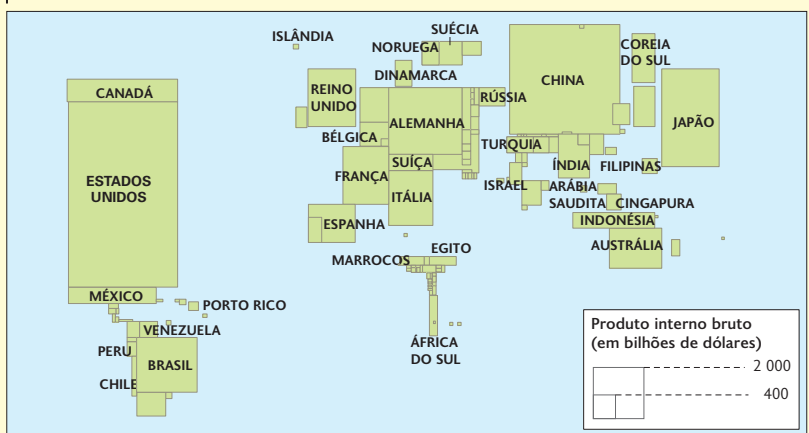 ISLÂNDIA
SUÉCIA
NORUEGA
DINAMARCA
COREIA
DO SUL
CANADÁ
REINO
UNIDO
RÚSSIA
CHINA
JAPÃO
BÉLGICA
ALEMANHA
TURQUIA
ESTADOS
UNIDOS
FRANÇA
SUÍÇA
ITÁLIA
ISRAEL
ÍNDIA
FILIPINAS
ARÁBIA
SAUDITA
CINGAPURA
ESPANHA
INDONÉSIA
AUSTRÁLIA
MARROCOS
EGITO
MÉXICO
PORTO RICO
VENEZUELA
PERU
BRASIL
CHILE
ÁFRICA
DO SUL
Produto interno bruto
(em bilhões de dólares)
2 000
400